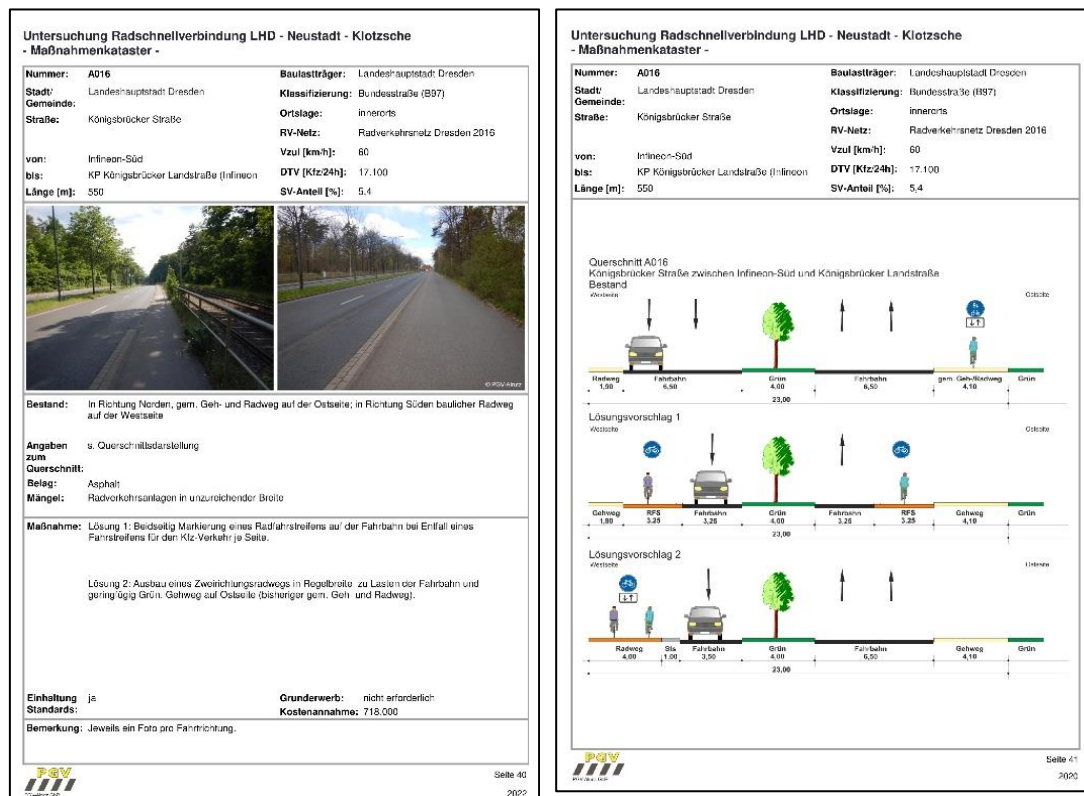 Untersuchung Radschnellverbindung LHD - Neustadt - Klotzsche
- Maßnahmenkataster -
Nummer: A016 Baulastträger: Landeshauptstadt Dresden
Stadt/ Gemeinde: Landeshauptstadt Dresden Klassifizierung: Bundesstraße (B97)
Straße: Königsbrücker Straße Ortslage: innerorts
RV-Netz: Radverkehrsnetz Dresden 2016
von: Infineon-Süd Vzul [km/h]: 60
bis: KP Königsbrücker Landstraße (Infineon DTV [Kfz/24h]: 17.100
Länge [m]: 550 SV-Anteil [%]: 5,4
© PGV-Alrutz
Bestand: In Richtung Norden, gem. Geh- und Radweg auf der Ostseite; in Richtung Süden baulicher Radweg
auf der Westseite
Angaben zum Querschnitt: s. Querschnittsdarstellung
Belag: Asphalt
Mängel: Radverkehrsanlagen in unzureichender Breite
Maßnahme: Lösung 1: Beidseitig Markierung eines Radfahrstreifens auf der Fahrbahn bei Entfall eines
Fahrstreifens für den Kfz-Verkehr je Seite.
Lösung 2: Ausbau eines Zweirichtungsradwegs in Regelbreite zu Lasten der Fahrbahn und
geringfügig Grün. Gehweg auf Ostseite (bisheriger gem. Geh- und Radweg).
Einhaltung Standards: ja Grunderwerb: nicht erforderlich
Kostenannahme: 718.000
Bemerkung: Jeweils ein Foto pro Fahrtrichtung.
PGV
Seite 40
2022
Untersuchung Radschnellverbindung LHD - Neustadt - Klotzsche
- Maßnahmenkataster -
Nummer: A016 Baulastträger: Landeshauptstadt Dresden
Stadt/ Gemeinde: Landeshauptstadt Dresden Klassifizierung: Bundesstraße (B97)
Straße: Königsbrücker Straße Ortslage: innerorts
RV-Netz: Radverkehrsnetz Dresden 2016
von: Infineon-Süd Vzul [km/h]: 60
bis: KP Königsbrücker Landstraße (Infineon DTV [Kfz/24h]: 17.100
Länge [m]: 550 SV-Anteil [%]: 5,4
Querschnitt A016
Königsbrücker Straße zwischen Infineon-Süd und Königsbrücker Landstraße
Bestand
Westseite Ostseite
Radweg Fahrbahn Grün Fahrbahn gem. Geh-/Radweg Grün
6,50 4,00 6,50 4,10
23,00
Lösungsvorschlag 1
Westseite Ostseite
Gehweg RFS Fahrbahn Grün Fahrbahn RFS Gehweg Grün
3,25 3,25 4,00 3,25 3,25 4,10
23,00
Lösungsvorschlag 2
Westseite Ostseite
Radweg Sts Fahrbahn Grün Fahrbahn Gehweg Grün
4,00 1,00 3,50 4,00 6,50 4,10
23,00
PGV
Seite 41
2020